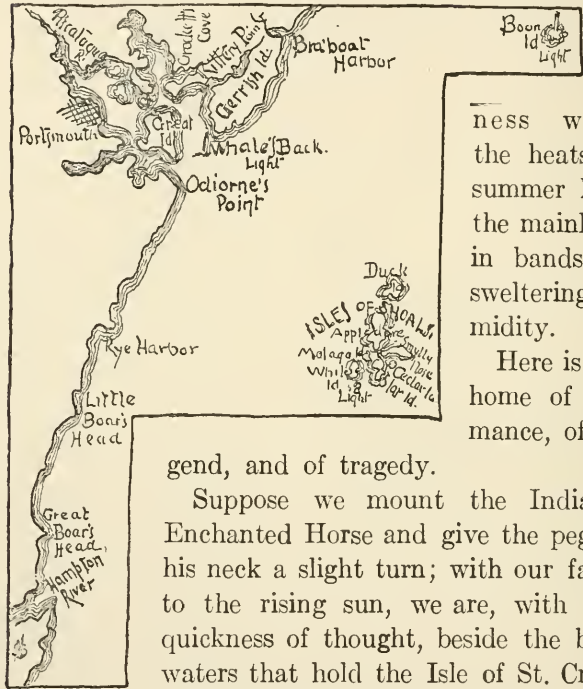 Piscataqua
R.
Crockett's
Cove
Kittery Point
Gerrish Id.
Bra'boat
Harbor
Boon
Id
Light
Portsmouth
Great
Id
Whale's Back.
Light
Odiorne's
Point
Duck
ISLES OF SHOALS.
Appledore
Smutty
Nose
Malaga Id
Cedar Id
White
Id
Light
Star Id.
Rye Harbor
Little
Boar's
Head
Great
Boar's
Head,
Hampton
River
ness w
the heats
summer
the mainl
in bands
sweltering
midity.
Here is
home of
mance, of
gend, and of tragedy.
Suppose we mount the India
Enchanted Horse and give the peg
his neck a slight turn; with our fa
to the rising sun, we are, with
quickness of thought, beside the b
waters that hold the Isle of St. Cr